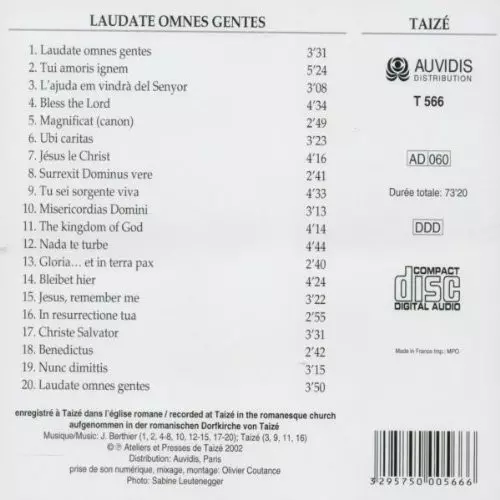 LAUDATE OMNES GENTES
1. Laudate omnes gentes 3'31
2. Tui amoris ignem 5'24
3. L'ajuda em vindrà del Senyor 3'08
4. Bless the Lord 4'34
5. Magnificat (canon) 2'49
6. Ubi caritas 3'23
7. Jésus le Christ 4'16
8. Surrexit Dominus vere 2'41
9. Tu sei sorgente viva 4'33
10. Misericordias Domini 3'13
11. The kingdom of God 4'14
12. Nada te turbe 4'44
13. Gloria... et in terra pax 2'40
14. Bleibet hier 4'24
15. Jesus, remember me 3'22
16. In resurrectione tua 2'55
17. Christe Salvator 3'31
18. Benedictus 2'42
19. Nunc dimittis 3'15
20. Laudate omnes gentes 3'50
enregistré à Taizé dans l'église romane / recorded at Taizé in the romanesque church
aufgenommen in der romanischen Dorfkirche von Taizé
Musique/Music: J. Berthier (1, 2, 4-8, 10, 12-15, 17-20); Taizé (3, 9, 11, 16)
Ⓟ © Ateliers et Presses de Taizé 2002
Distribution: Auvidis, Paris
prise de son numérique, mixage, montage: Olivier Coutance
Photo: Sabine Leutenegger
TAIZÉ
AUVIDIS
DISTRIBUTION
T 566
AD 060
Durée totale: 73'20
DDD
COMPACT
disc
DIGITAL AUDIO
Made in France Imp.: MPO
3 295750 005666